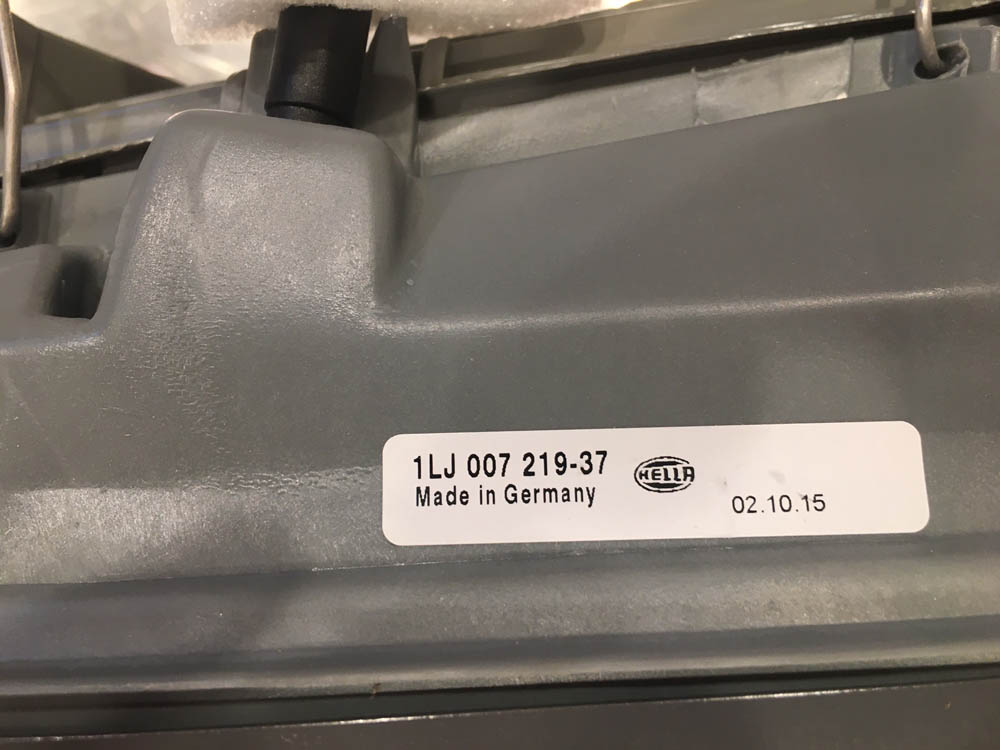 1LJ 007 219-37
HELLA
Made in Germany
02.10.15